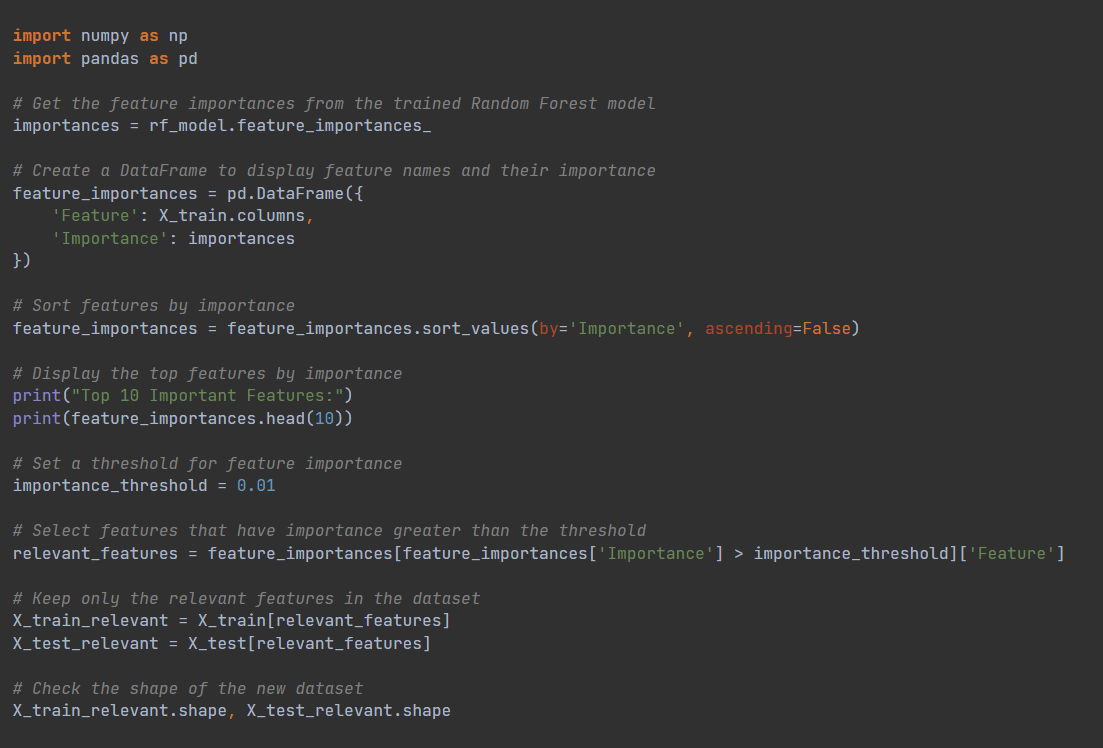 import numpy as np
import pandas as pd
# Get the feature importances from the trained Random Forest model
importances = rf_model.feature_importances_
# Create a DataFrame to display feature names and their importance
feature_importances = pd.DataFrame({
    'Feature': X_train.columns,
    'Importance': importances
})
# Sort features by importance
feature_importances = feature_importances.sort_values(by='Importance', ascending=False)
# Display the top features by importance
print("Top 10 Important Features:")
print(feature_importances.head(10))
# Set a threshold for feature importance
importance_threshold = 0.01
# Select features that have importance greater than the threshold
relevant_features = feature_importances[feature_importances['Importance'] > importance_threshold]['Feature']
# Keep only the relevant features in the dataset
X_train_relevant = X_train[relevant_features]
X_test_relevant = X_test[relevant_features]
# Check the shape of the new dataset
X_train_relevant.shape, X_test_relevant.shape